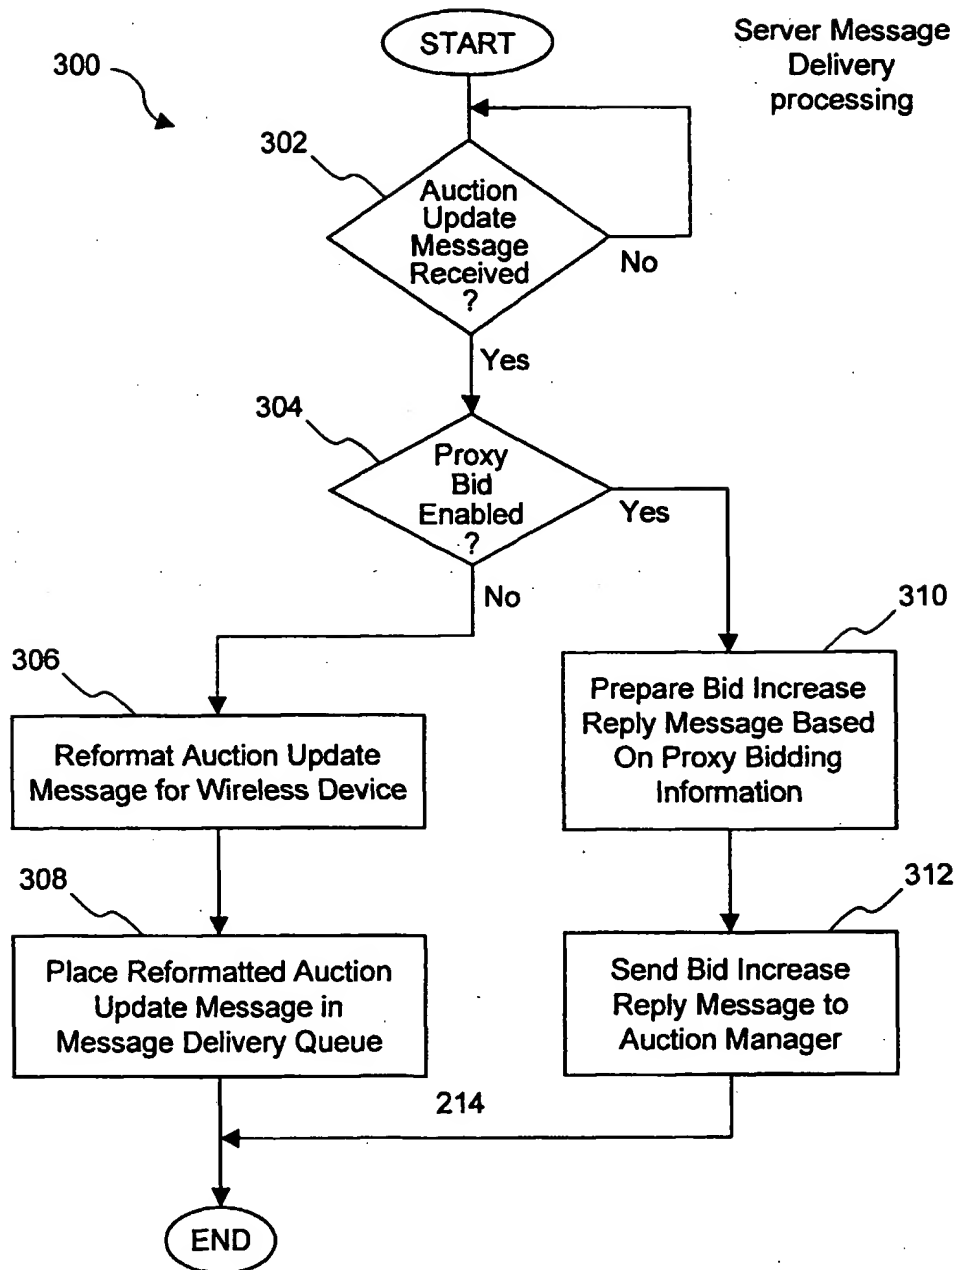 START
Server Message
Delivery
processing
300
302
Auction
Update
Message
Received
?
No
Yes
304
Proxy
Bid
Enabled
?
Yes
No
310
306
Prepare Bid Increase
Reply Message Based
On Proxy Bidding
Information
Reformat Auction Update
Message for Wireless Device
308
312
Place Reformatted Auction
Update Message in
Message Delivery Queue
Send Bid Increase
Reply Message to
Auction Manager
214
END